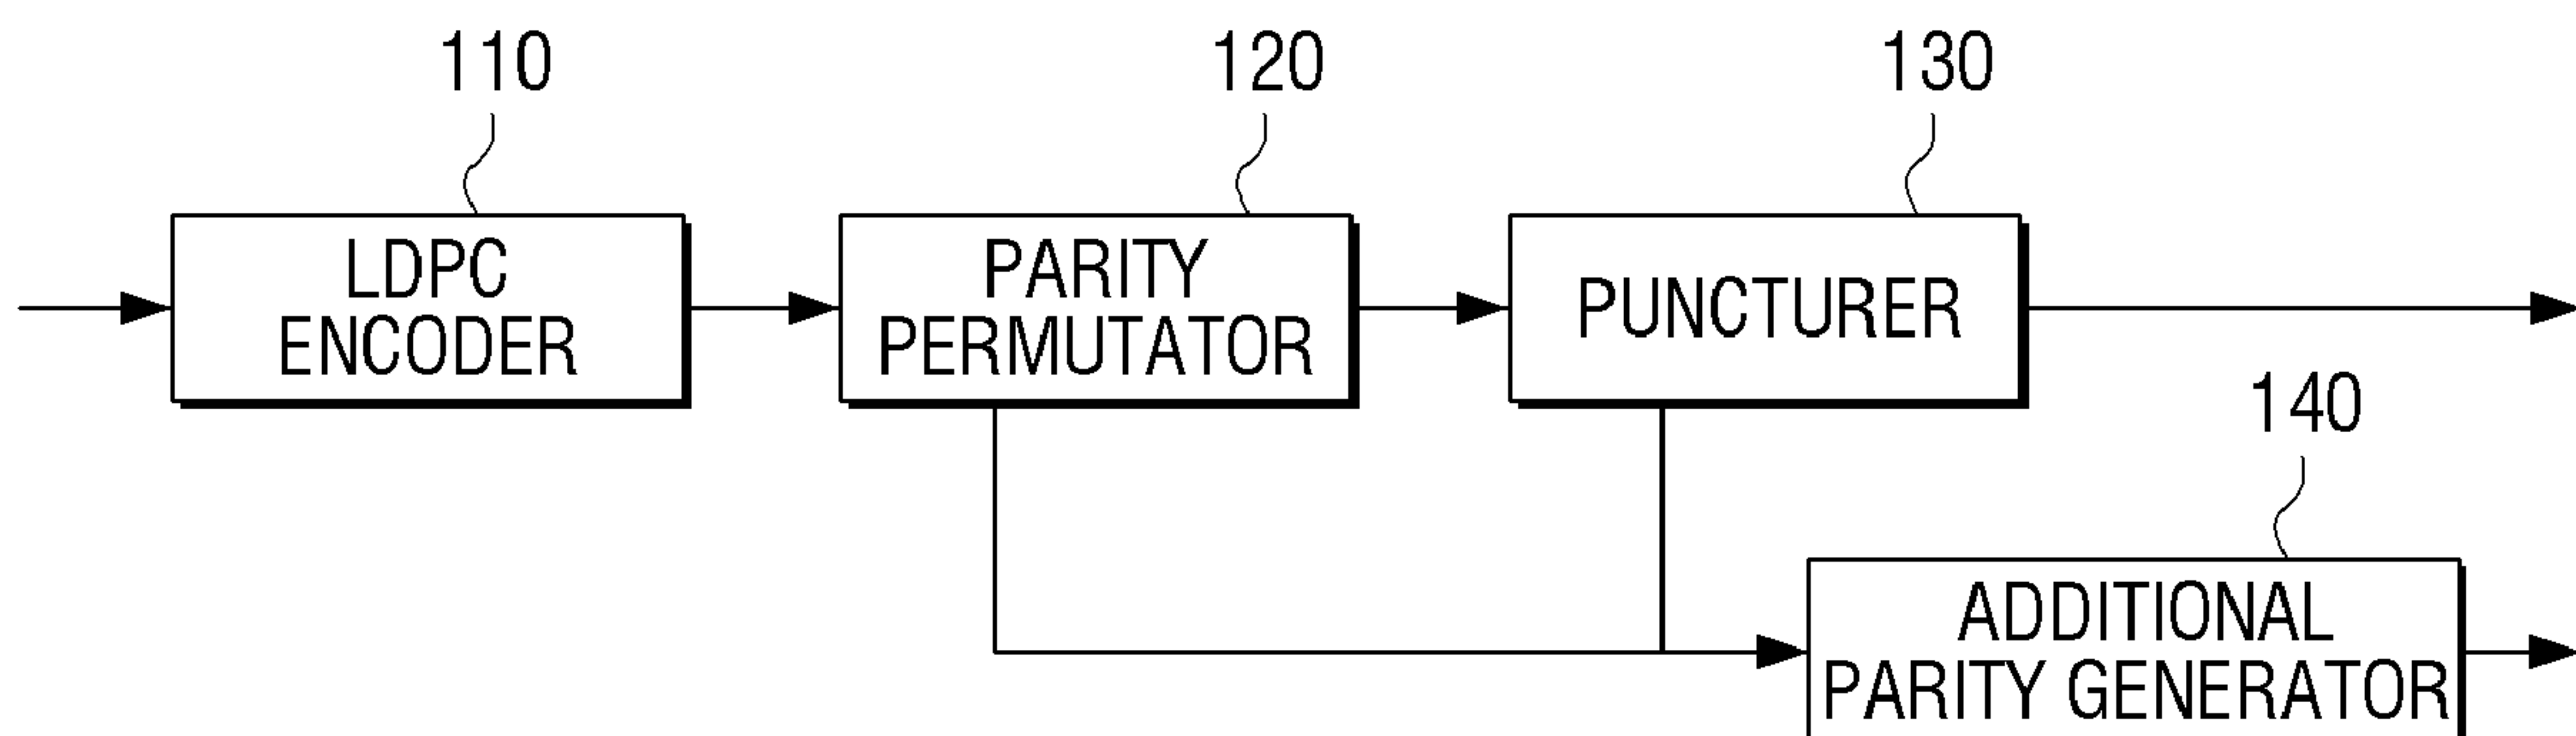 110
120
130
LDPC
ENCODER
PARITY
PERMUTATOR
PUNCTURER
140
ADDITIONAL
PARITY GENERATOR